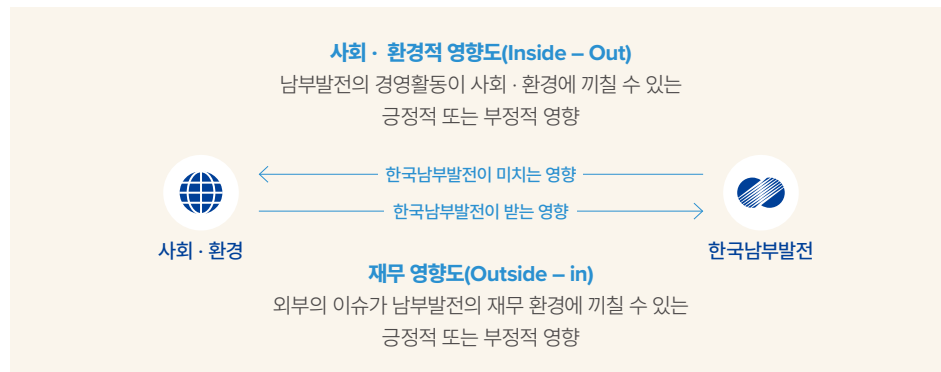 사회 · 환경적 영향도(Inside – Out)
남부발전의 경영활동이 사회 · 환경에 끼칠 수 있는
긍정적 또는 부정적 영향
한국남부발전이 미치는 영향
한국남부발전이 받는 영향
사회 · 환경
한국남부발전
재무 영향도(Outside – in)
외부의 이슈가 남부발전의 재무 환경에 끼칠 수 있는
긍정적 또는 부정적 영향